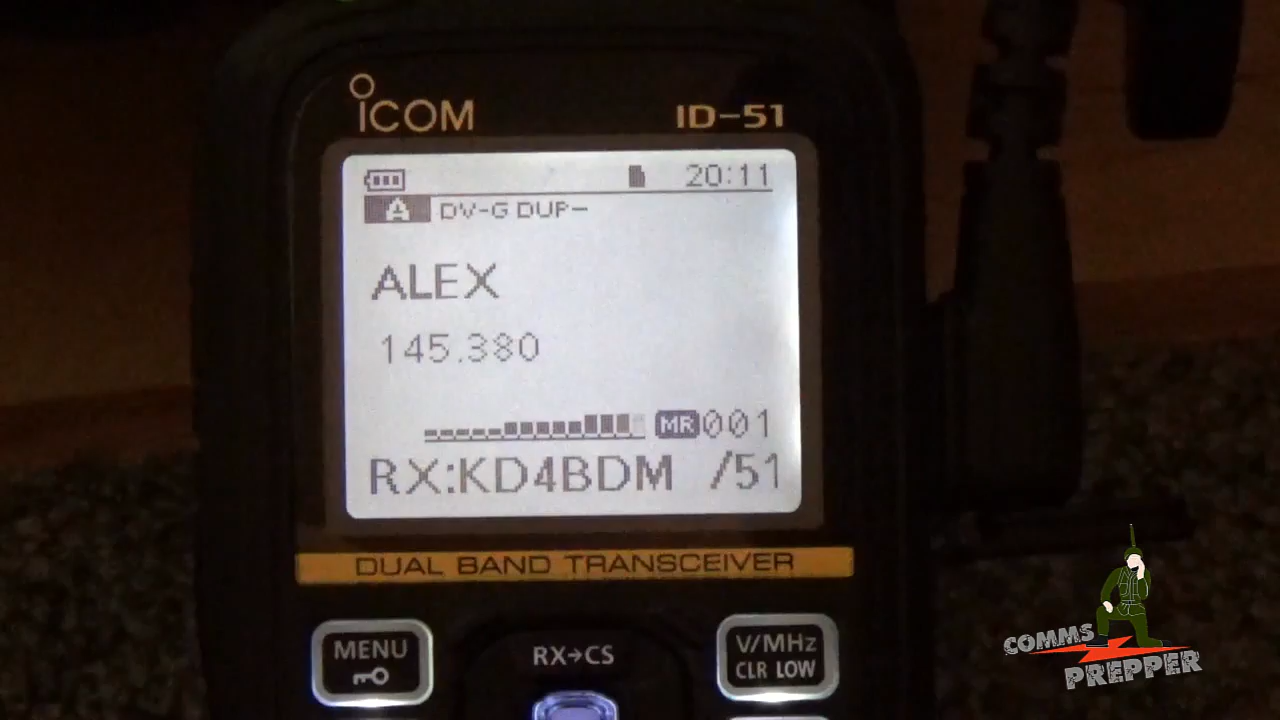 ICOM ID-51
20:11
A DV-G DUP-
ALEX
145.380
MR 001
RX:KD4BDM /51
DUAL BAND TRANSCEIVER
MENU RX→CS V/MHz
CLR LOW
COMMS
PREPPER